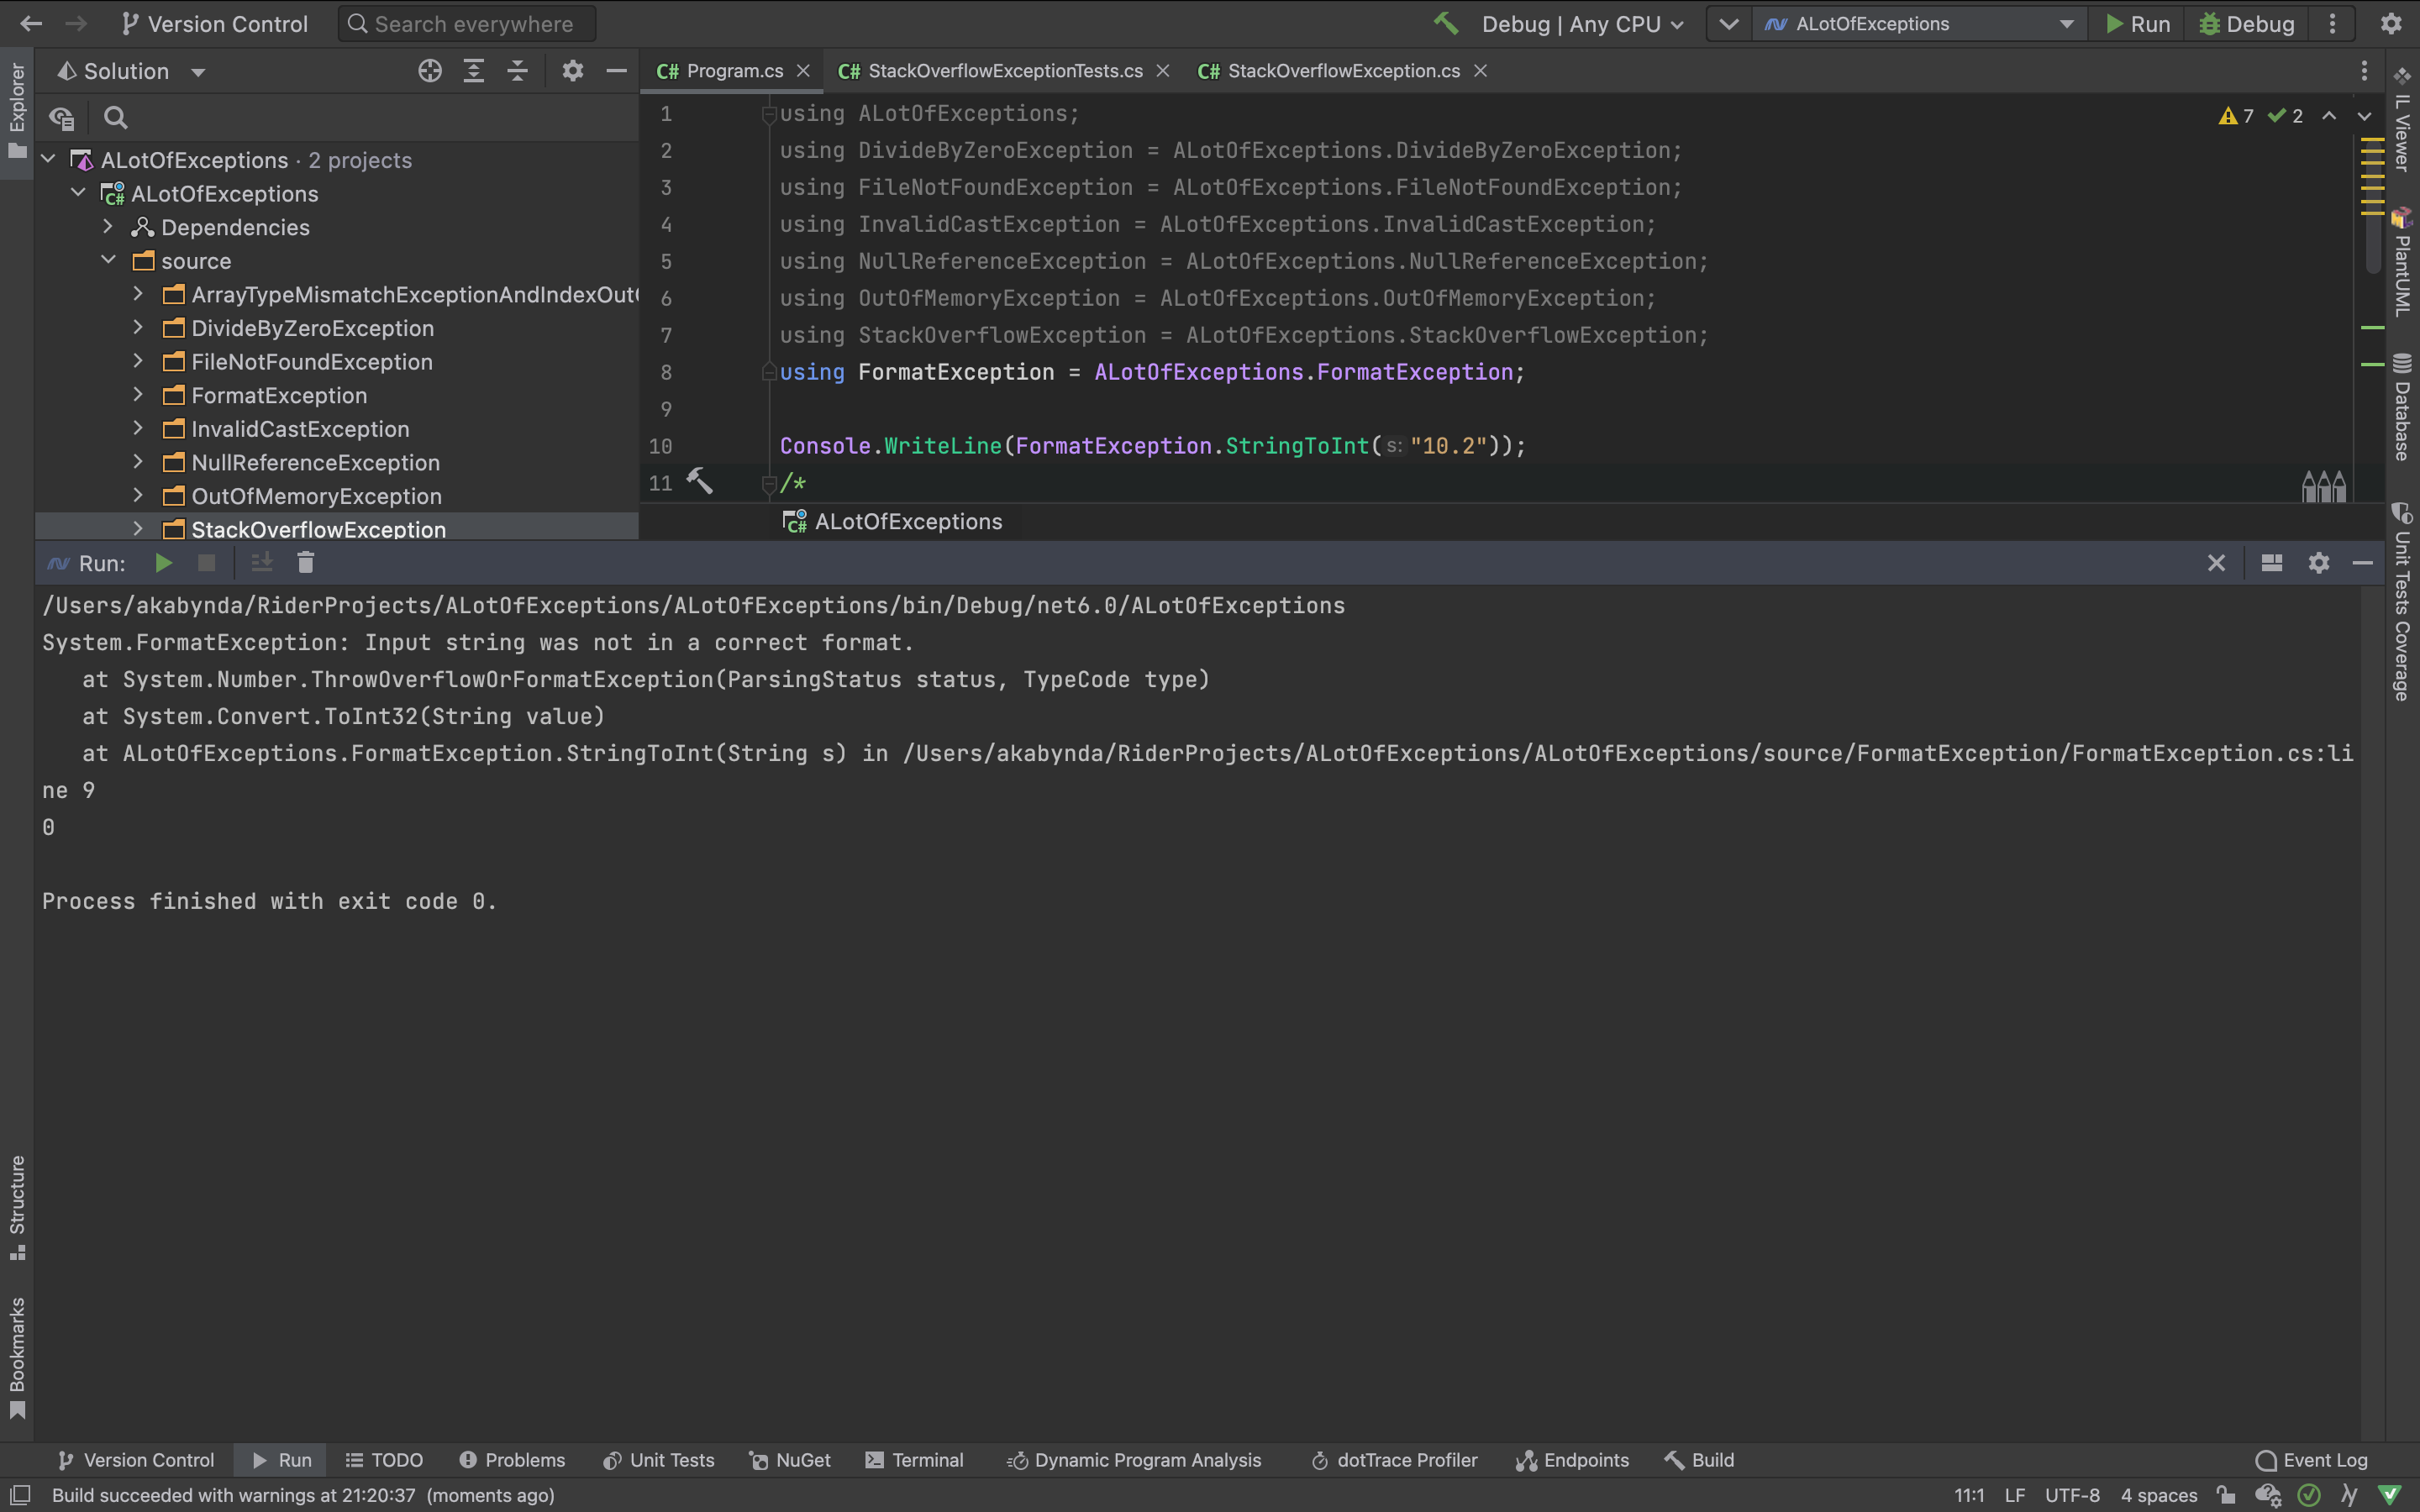 Version Control
Search everywhere
Debug | Any CPU
ALotOfExceptions
Run
Debug
Explorer
Solution
Program.cs
StackOverflowExceptionTests.cs
StackOverflowException.cs
ALotOfExceptions · 2 projects
ALotOfExceptions
Dependencies
source
ArrayTypeMismatchExceptionAndIndexOut
DivideByZeroException
FileNotFoundException
FormatException
InvalidCastException
NullReferenceException
OutOfMemoryException
StackOverflowException
1 using ALotOfExceptions;
2 using DivideByZeroException = ALotOfExceptions.DivideByZeroException;
3 using FileNotFoundException = ALotOfExceptions.FileNotFoundException;
4 using InvalidCastException = ALotOfExceptions.InvalidCastException;
5 using NullReferenceException = ALotOfExceptions.NullReferenceException;
6 using OutOfMemoryException = ALotOfExceptions.OutOfMemoryException;
7 using StackOverflowException = ALotOfExceptions.StackOverflowException;
8 using FormatException = ALotOfExceptions.FormatException;
9
10 Console.WriteLine(FormatException.StringToInt( s: "10.2"));
11 /*
7 2
ALotOfExceptions
IL Viewer
PlantUML
Database
Unit Tests Coverage
Run:
/Users/akabynda/RiderProjects/ALotOfExceptions/ALotOfExceptions/bin/Debug/net6.0/ALotOfExceptions
System.FormatException: Input string was not in a correct format.
at System.Number.ThrowOverflowOrFormatException(ParsingStatus status, TypeCode type)
at System.Convert.ToInt32(String value)
at ALotOfExceptions.FormatException.StringToInt(String s) in /Users/akabynda/RiderProjects/ALotOfExceptions/ALotOfExceptions/source/FormatException/FormatException.cs:li
ne 9
0
Process finished with exit code 0.
Structure
Bookmarks
Version Control
Run
TODO
Problems
Unit Tests
NuGet
Terminal
Dynamic Program Analysis
dotTrace Profiler
Endpoints
Build
Event Log
Build succeeded with warnings at 21:20:37 (moments ago)
11:1 LF UTF-8 4 spaces